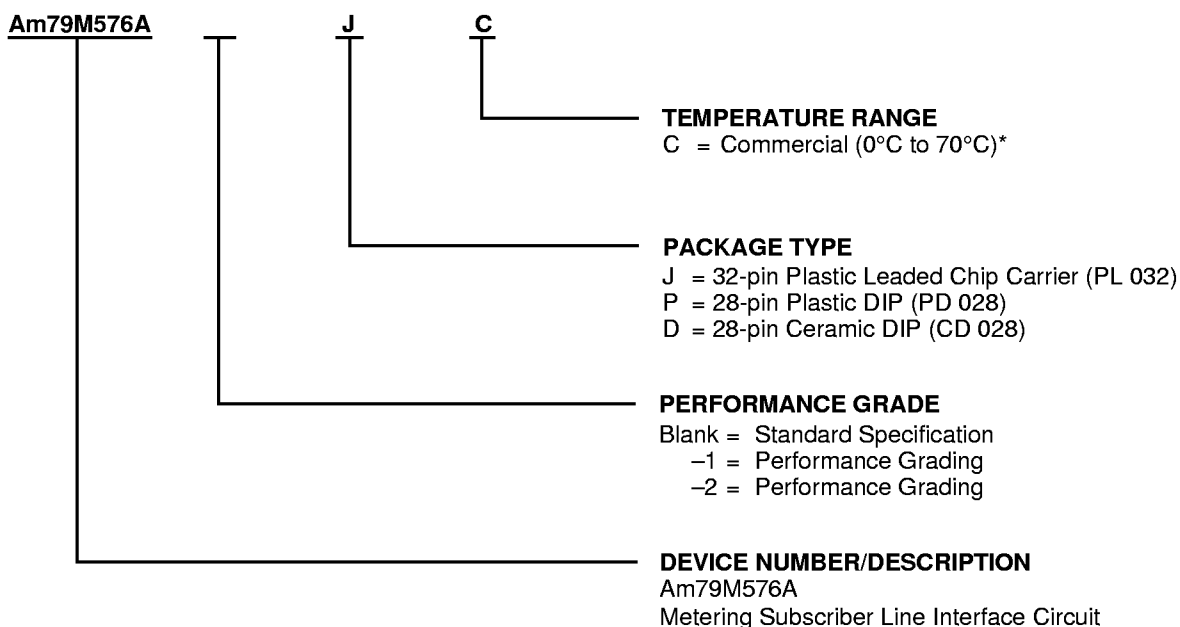 Am79M576A J C
TEMPERATURE RANGE
C = Commercial (0°C to 70°C)*
PACKAGE TYPE
J = 32-pin Plastic Leaded Chip Carrier (PL 032)
P = 28-pin Plastic DIP (PD 028)
D = 28-pin Ceramic DIP (CD 028)
PERFORMANCE GRADE
Blank = Standard Specification
–1 = Performance Grading
–2 = Performance Grading
DEVICE NUMBER/DESCRIPTION
Am79M576A
Metering Subscriber Line Interface Circuit